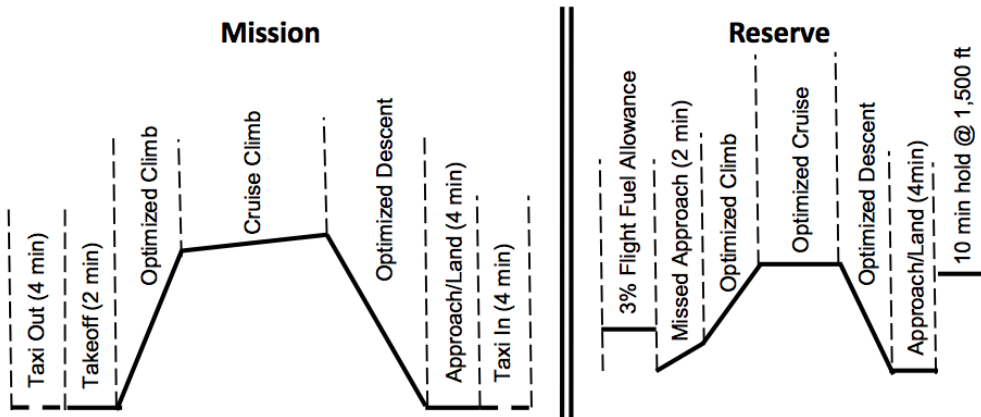 Mission
Taxi Out (4 min)
Takeoff (2 min)
Optimized Climb
Cruise Climb
Optimized Descent
Approach/Land (4 min)
Taxi In (4 min)
Reserve
3% Flight Fuel Allowance
Missed Approach (2 min)
Optimized Climb
Optimized Cruise
Optimized Descent
Approach/Land (4min)
10 min hold @ 1,500 ft